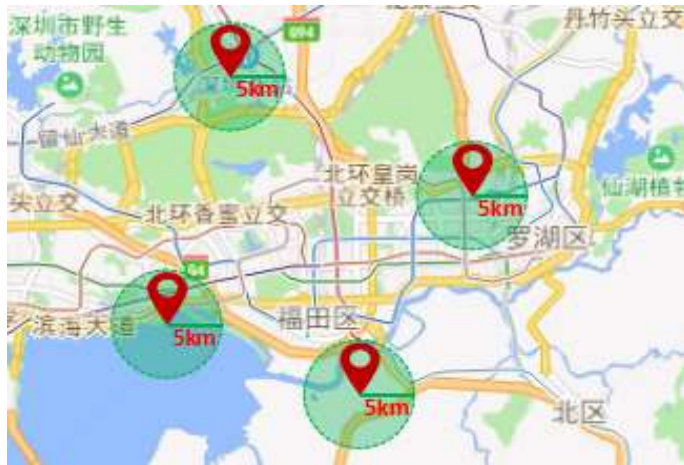 深圳市野生
动物园
G94
丹竹头立交
5km
留仙大道
北环皇岗
立交桥
仙湖植物
5km
头立交
北环香蜜立交
罗湖区
G4
滨海大道
福田区
5km
5km
北区